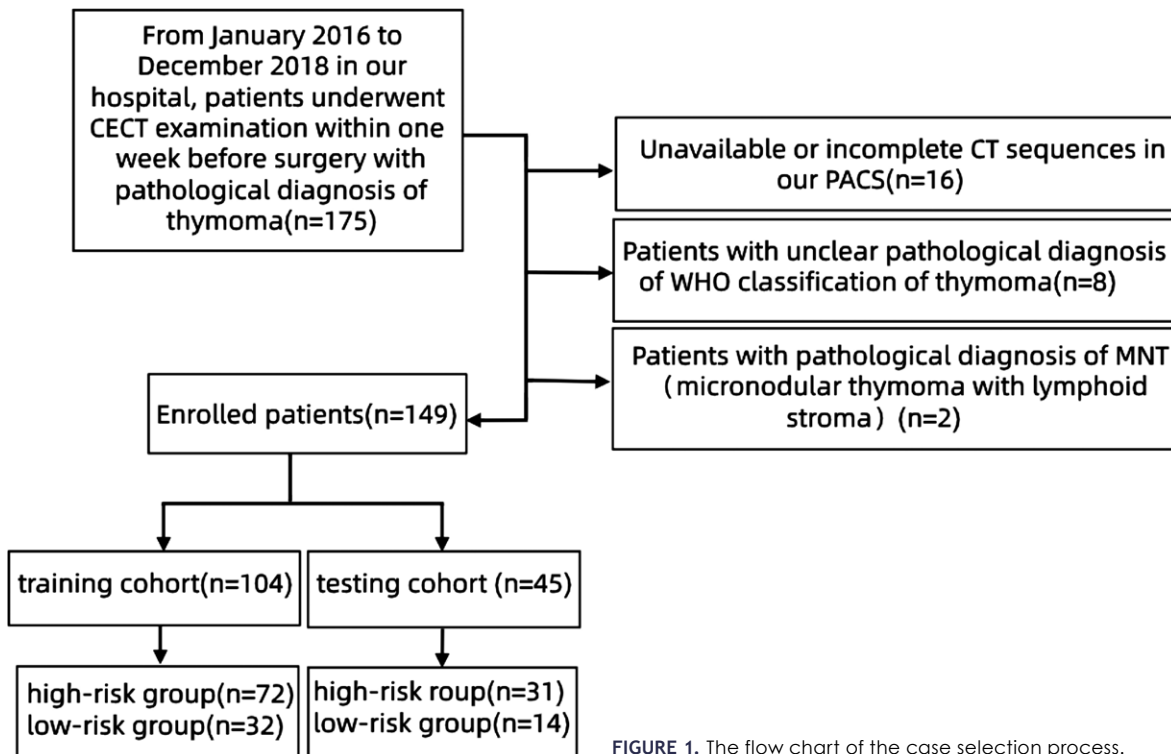 From January 2016 to
December 2018 in our
hospital, patients underwent
CECT examination within one
week before surgery with
pathological diagnosis of
thymoma(n=175)
Unavailable or incomplete CT sequences in
our PACS(n=16)
Patients with unclear pathological diagnosis
of WHO classification of thymoma(n=8)
Patients with pathological diagnosis of MNT
(micronodular thymoma with lymphoid
stroma) (n=2)
Enrolled patients(n=149)
training cohort(n=104)
testing cohort (n=45)
high-risk group(n=72)
low-risk group(n=32)
high-risk roup(n=31)
low-risk group(n=14)
FIGURE 1. The flow chart of the case selection process.